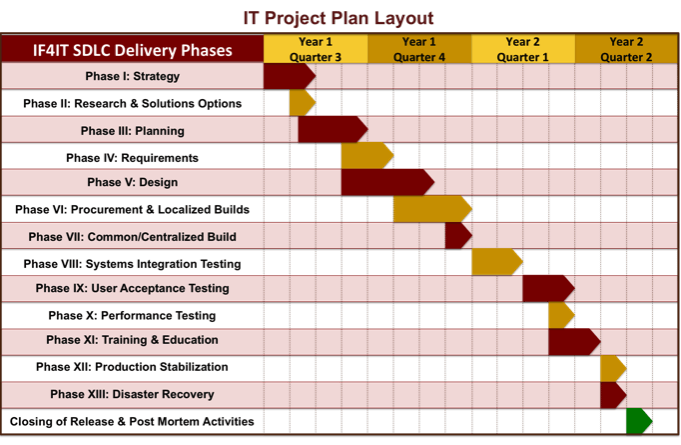 IT Project Plan Layout
IF4IT SDLC Delivery Phases
Year 1
Quarter 3
Year 1
Quarter 4
Year 2
Quarter 1
Year 2
Quarter 2
Phase I: Strategy
Phase II: Research & Solutions Options
Phase III: Planning
Phase IV: Requirements
Phase V: Design
Phase VI: Procurement & Localized Builds
Phase VII: Common/Centralized Build
Phase VIII: Systems Integration Testing
Phase IX: User Acceptance Testing
Phase X: Performance Testing
Phase XI: Training & Education
Phase XII: Production Stabilization
Phase XIII: Disaster Recovery
Closing of Release & Post Mortem Activities